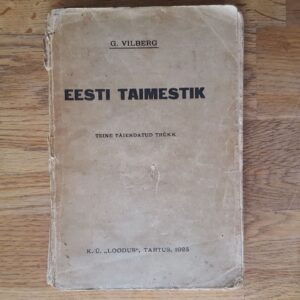 G. VILBERG
EESTI TAIMESTIK
TEINE TÄIENDATUD TRÜKK
K.-Ü. „LOODUS", TARTUS, 1925